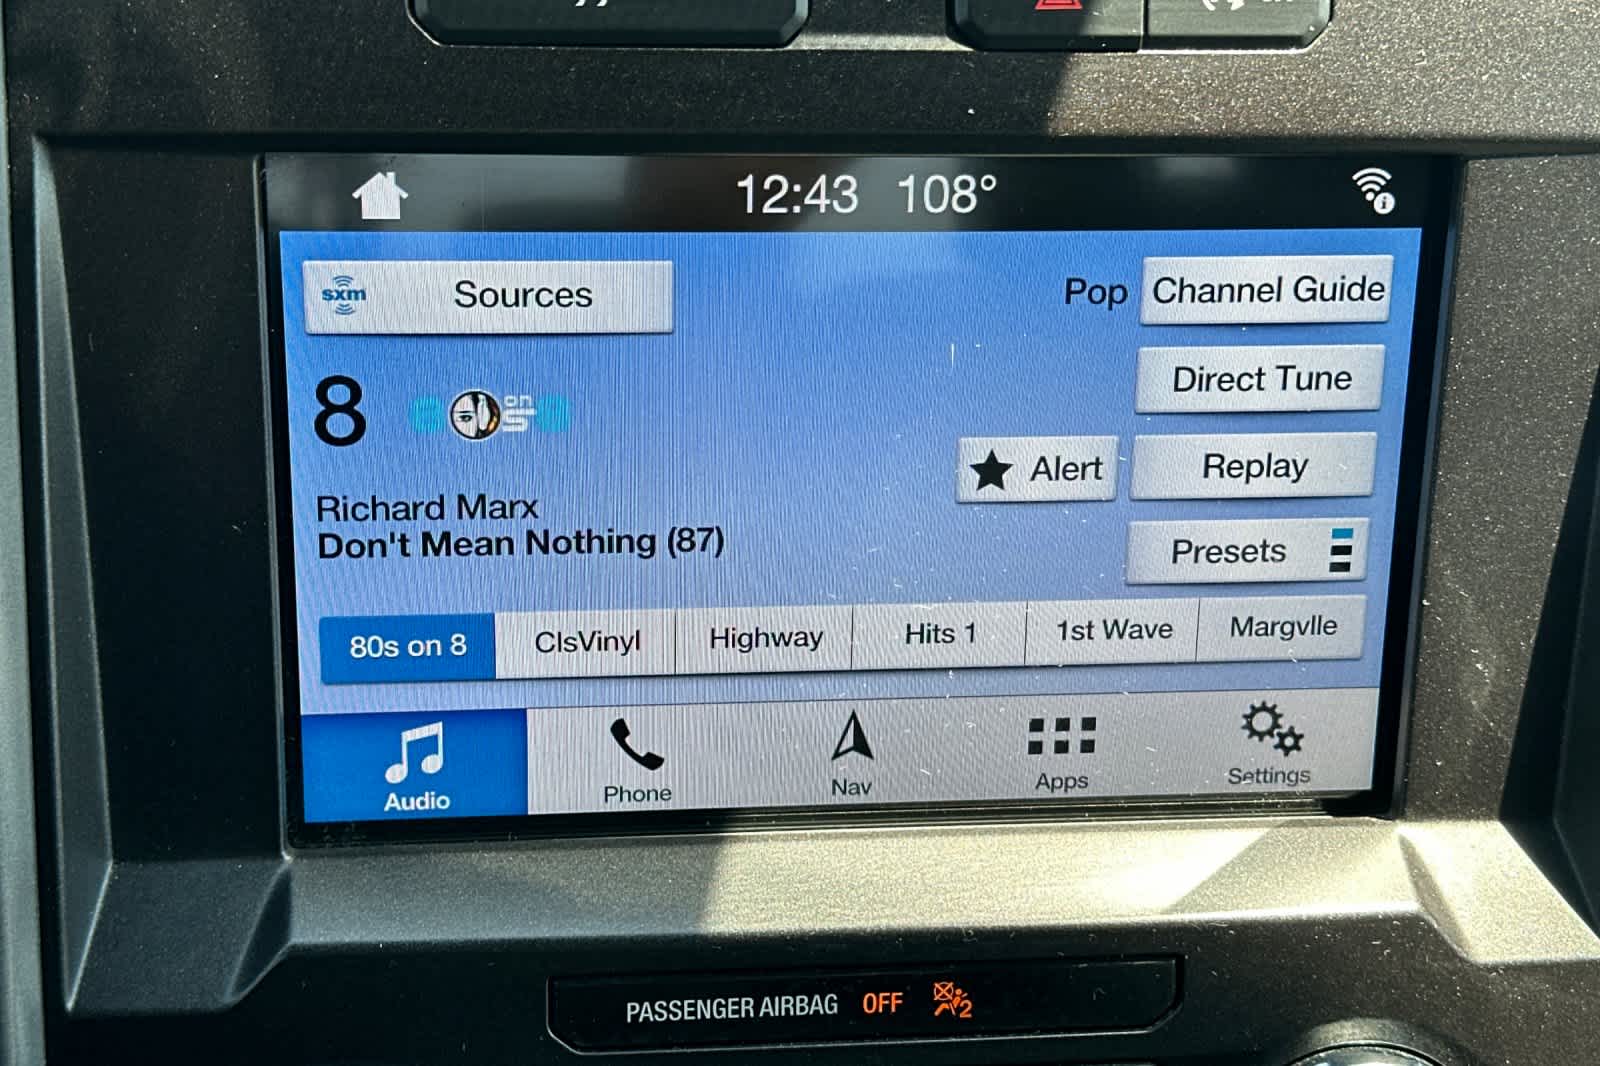 12:43 108°
sxm Sources
Pop Channel Guide
Direct Tune
8
on
Alert
Replay
Richard Marx
Don't Mean Nothing (87)
Presets
80s on 8 ClsVinyl Highway Hits 1 1st Wave Margvlle
Audio Phone Nav Apps Settings
PASSENGER AIRBAG OFF 2